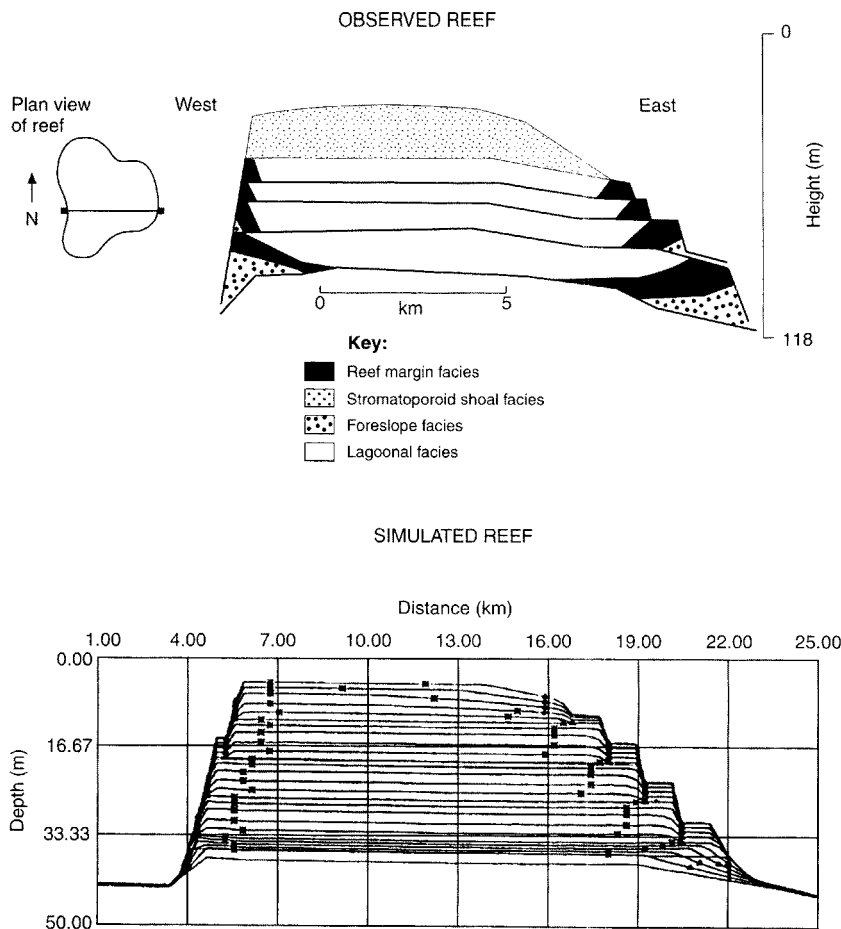 OBSERVED REEF
0
Plan view
of reef
West
East
N
Height (m)
0
5
km
118
Key:
Reef margin facies
Stromatoporoid shoal facies
Foreslope facies
Lagoonal facies
SIMULATED REEF
Distance (km)
1.00 4.00 7.00 10.00 13.00 16.00 19.00 22.00 25.00
0.00
16.67
Depth (m)
33.33
50.00